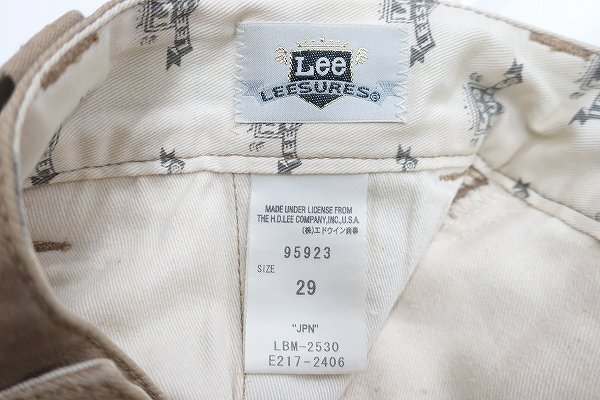 Lee
LEESURES®
MADE UNDER LICENSE FROM
THE H.D.LEE COMPANY,INC.,U.S.A.
(株)エドウイン商事
95923
SIZE
29
"JPN"
LBM-2530
E217-2406